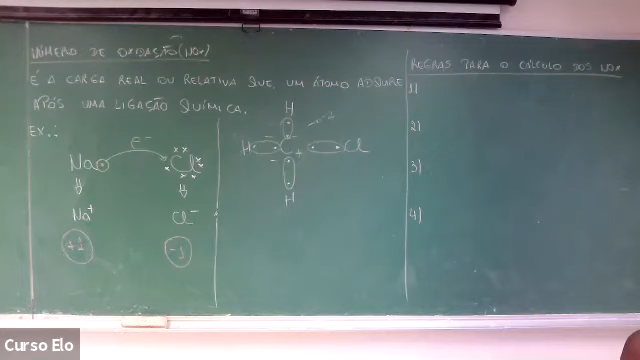 NÚMERO DE OXIDAÇÃO (NOX)
É A CARGA REAL OU RELATIVA QUE UM ÁTOMO ADQUIRE
APÓS UMA LIGAÇÃO QUÍMICA.
EX.:
e-
Na Cl
Na+ Cl-
+1 -1
H
H C Cl
- - + -
H
REGRAS PARA O CÁLCULO DOS NOX
1)
2)
3)
4)
Curso Elo